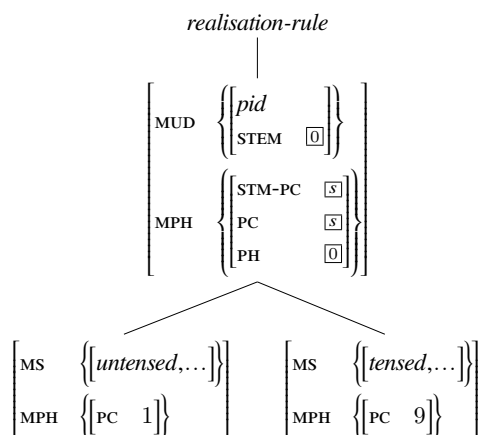 realisation-rule
MUD {[pid
STEM 0]}
MPH {[STM-PC s
PC s
PH 0]}
MS {[untensed,…]} MS {[tensed,…]}
MPH {[PC 1]} MPH {[PC 9]}